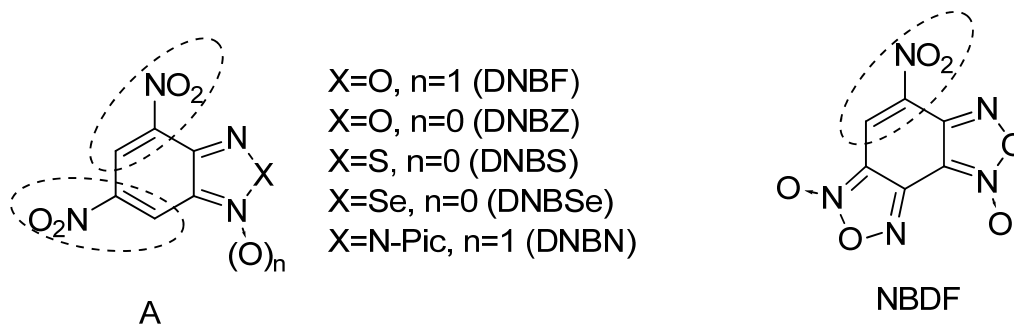 NO₂
O₂N
N
X
N
(O)ₙ
A
X=O, n=1 (DNBF)
X=O, n=0 (DNBZ)
X=S, n=0 (DNBS)
X=Se, n=0 (DNBSe)
X=N-Pic, n=1 (DNBN)
NO₂
N
O
N
O
O
N
O
N
NBDF